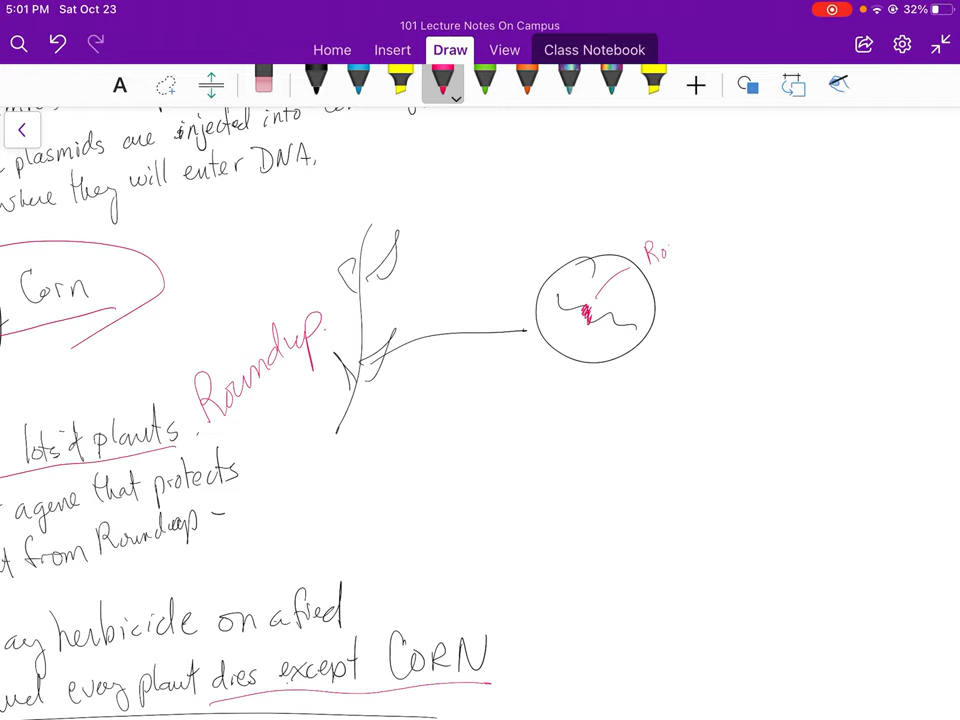 5:01 PM Sat Oct 23
32%
101 Lecture Notes On Campus
Home Insert Draw View Class Notebook
A
plasmids are injected into
where they will enter DNA.
Corn
Ro
Roundup.
lots of plants.
a gene that protects
from Roundup -
herbicide on a field
every plant dies except CORN